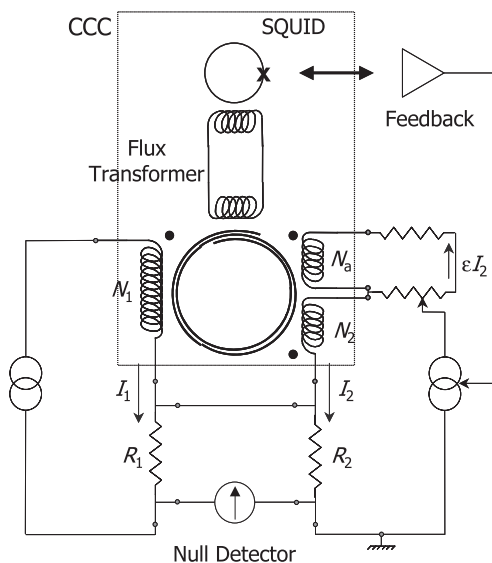 CCC
SQUID
Feedback
Flux
Transformer
N1
Na
εI2
N2
I1
I2
R1
R2
Null Detector